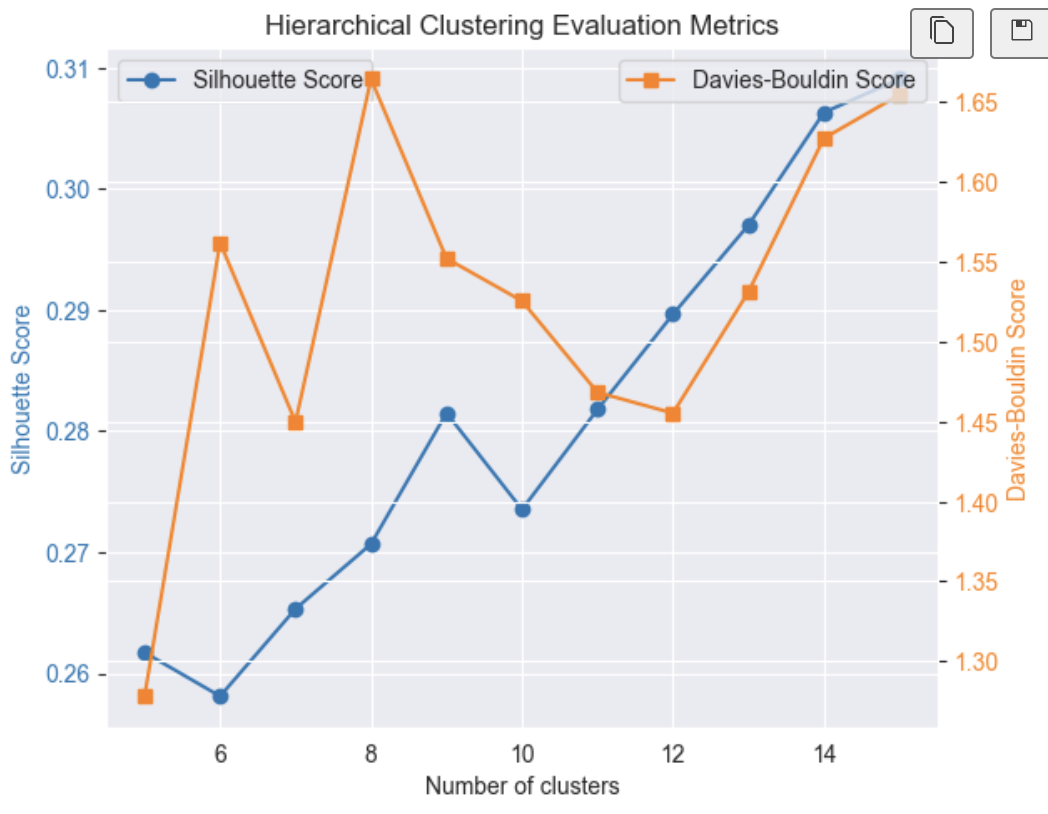 Hierarchical Clustering Evaluation Metrics
Silhouette Score
Davies-Bouldin Score
0.31
0.30
0.29
0.28
0.27
0.26
Silhouette Score
1.65
1.60
1.55
1.50
1.45
1.40
1.35
1.30
Davies-Bouldin Score
6 8 10 12 14
Number of clusters